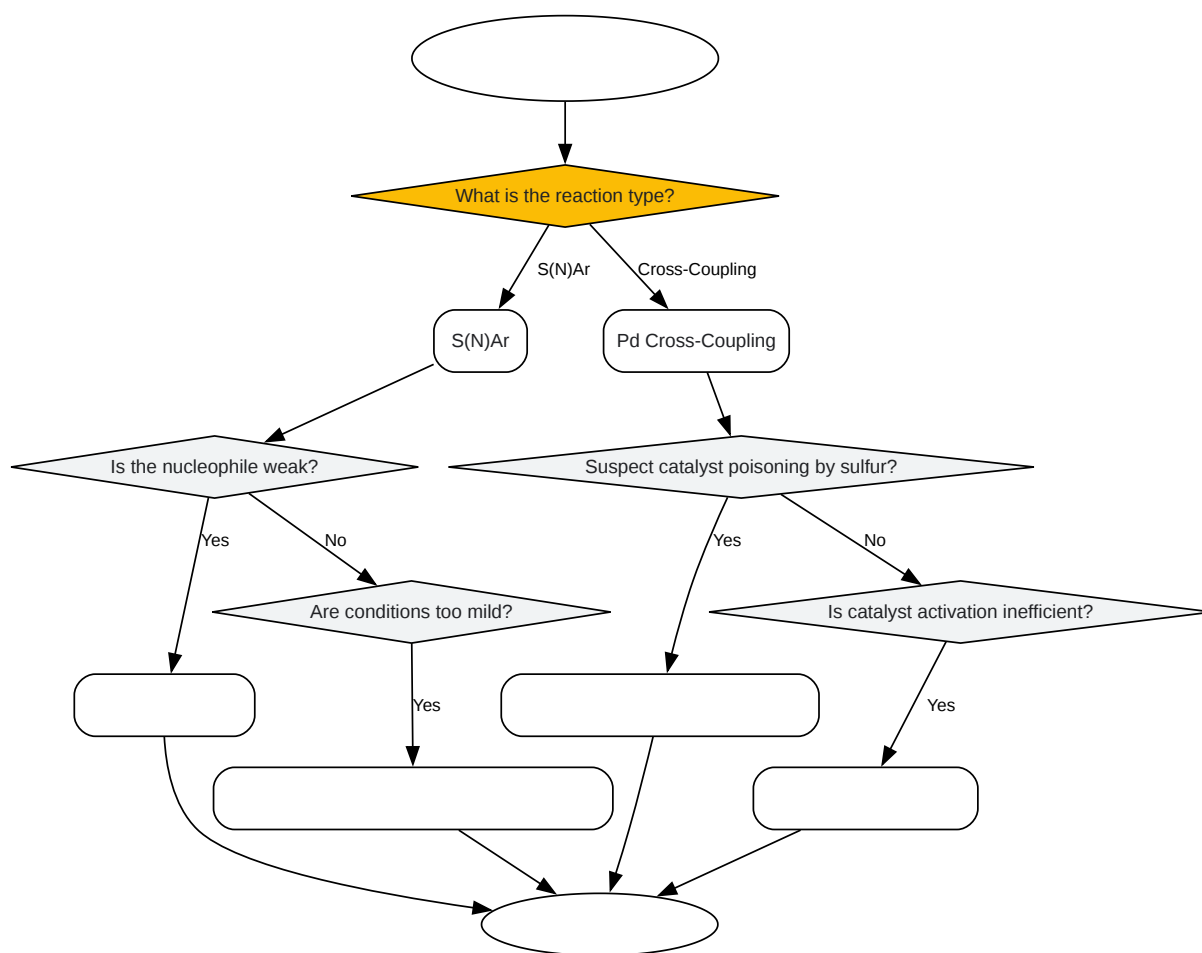 What is the reaction type?
S(N)Ar
Cross-Coupling
S(N)Ar
Pd Cross-Coupling
Is the nucleophile weak?
Suspect catalyst poisoning by sulfur?
Yes
No
Yes
No
Are conditions too mild?
Is catalyst activation inefficient?
Yes
Yes